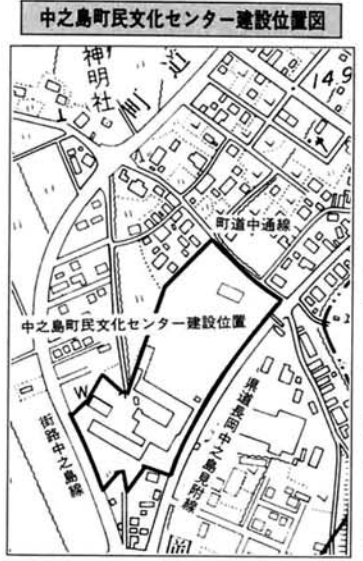 中之島町民文化センター建設位置図
神明社
町道
14.9
町道中通線
中之島町民文化センター建設位置
W
街路中之島線
県道長岡中之島見附線